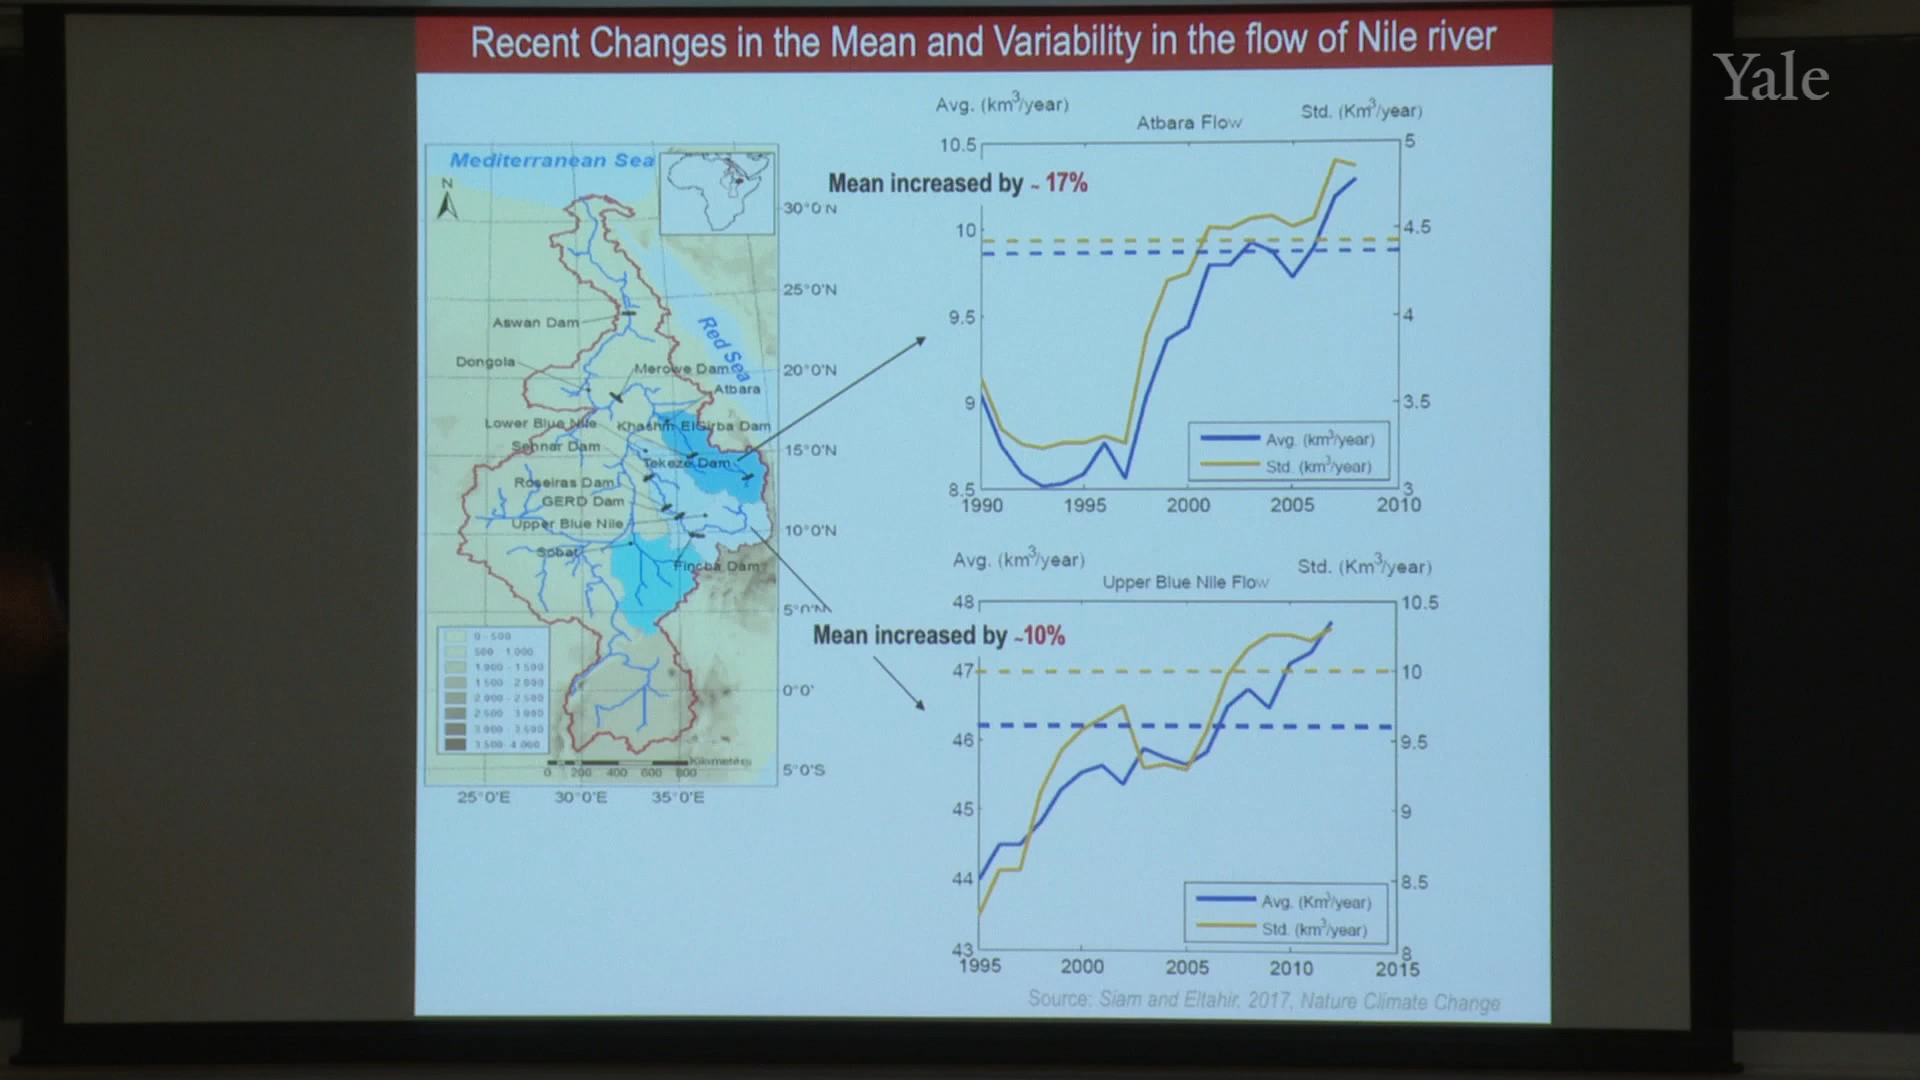 Recent Changes in the Mean and Variability in the flow of Nile river
Yale
Mediterranean Sea
N
30°0'N
25°0'N
Aswan Dam
Red Sea
Dongola
Merowe Dam
20°0'N
Atbara
Lower Blue Nile
Khashm ElGirba Dam
Sennar Dam
15°0'N
Tekeze Dam
Roseiras Dam
GERD Dam
Upper Blue Nile
10°0'N
Sobat
Fincha Dam
5°0'N
0 - 500
500 - 1.000
1.000 - 1.500
1.500 - 2.000
2.000 - 2.500
2.500 - 3.000
3.000 - 3.500
3.500 - 4.000
0°0'
Kilometers
0 200 400 600 800
5°0'S
25°0'E 30°0'E 35°0'E
Avg. (km³/year)
Atbara Flow
Std. (Km³/year)
Mean increased by ~ 17%
10.5
10
9.5
9
8.5
5
4.5
4
3.5
3
Avg. (km³/year)
Std. (km³/year)
1990 1995 2000 2005 2010
Avg. (km³/year)
Upper Blue Nile Flow
Std. (Km³/year)
Mean increased by ~10%
48
47
46
45
44
43
10.5
10
9.5
9
8.5
8
Avg. (Km³/year)
Std. (km³/year)
1995 2000 2005 2010 2015
Source: Siam and Eltahir, 2017, Nature Climate Change